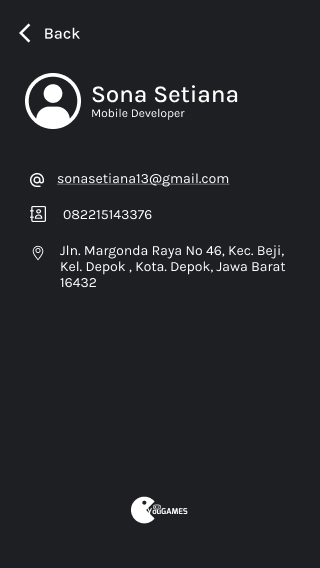 Back
Sona Setiana
Mobile Developer
@ sonasetiana13@gmail.com
082215143376
Jln. Margonda Raya No 46, Kec. Beji,
Kel. Depok , Kota. Depok, Jawa Barat
16432
YOUGAMES